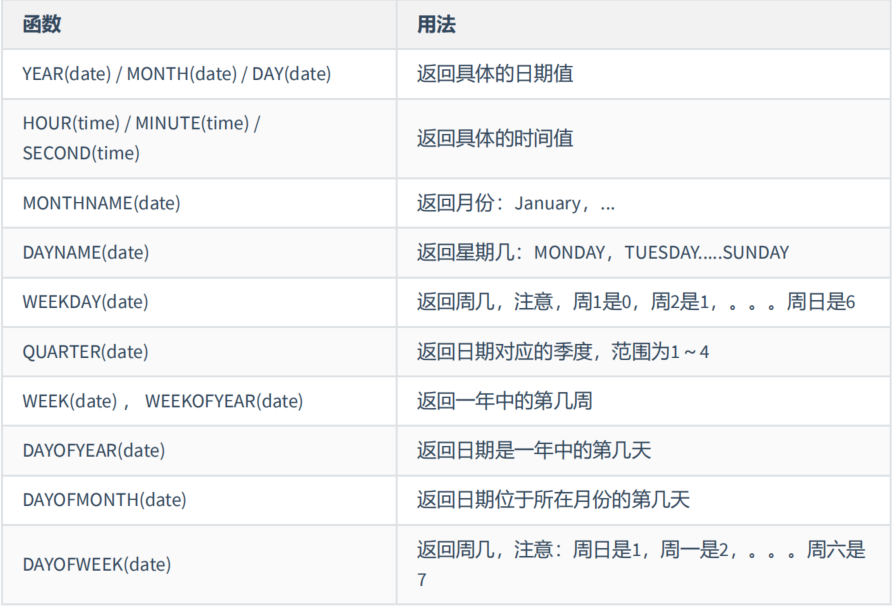 函数
用法
YEAR(date) / MONTH(date) / DAY(date)
返回具体的日期值
HOUR(time) / MINUTE(time) /
SECOND(time)
返回具体的时间值
MONTHNAME(date)
返回月份：January，...
DAYNAME(date)
返回星期几：MONDAY，TUESDAY.....SUNDAY
WEEKDAY(date)
返回周几，注意，周1是0，周2是1，。。。周日是6
QUARTER(date)
返回日期对应的季度，范围为1～4
WEEK(date) ， WEEKOFYEAR(date)
返回一年中的第几周
DAYOFYEAR(date)
返回日期是一年中的第几天
DAYOFMONTH(date)
返回日期位于所在月份的第几天
DAYOFWEEK(date)
返回周几，注意：周日是1，周一是2，。。。周六是
7